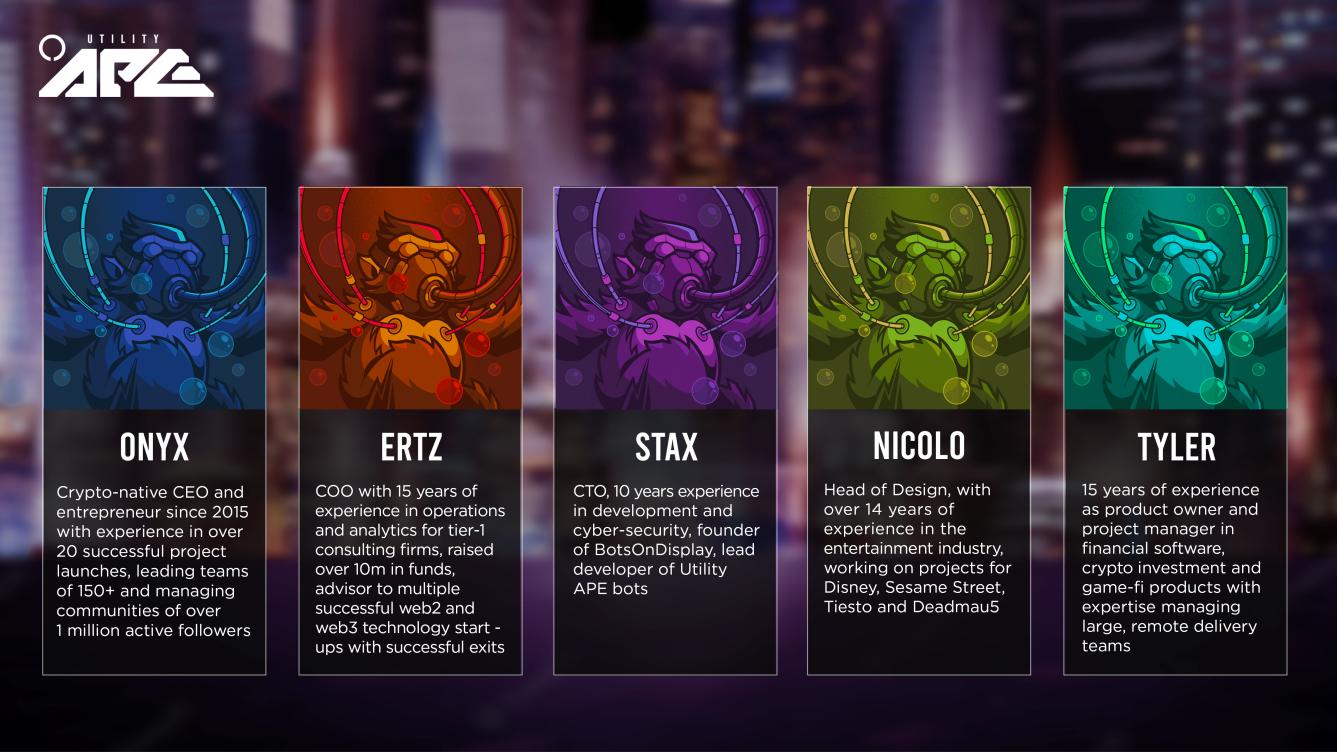 UTILITY
APE
ONYX
Crypto-native CEO and
entrepreneur since 2015
with experience in over
20 successful project
launches, leading teams
of 150+ and managing
communities of over
1 million active followers
ERTZ
COO with 15 years of
experience in operations
and analytics for tier-1
consulting firms, raised
over 10m in funds,
advisor to multiple
successful web2 and
web3 technology start -
ups with successful exits
STAX
CTO, 10 years experience
in development and
cyber-security, founder
of BotsOnDisplay, lead
developer of Utility
APE bots
NICOLO
Head of Design, with
over 14 years of
experience in the
entertainment industry,
working on projects for
Disney, Sesame Street,
Tiesto and Deadmau5
TYLER
15 years of experience
as product owner and
project manager in
financial software,
crypto investment and
game-fi products with
expertise managing
large, remote delivery
teams